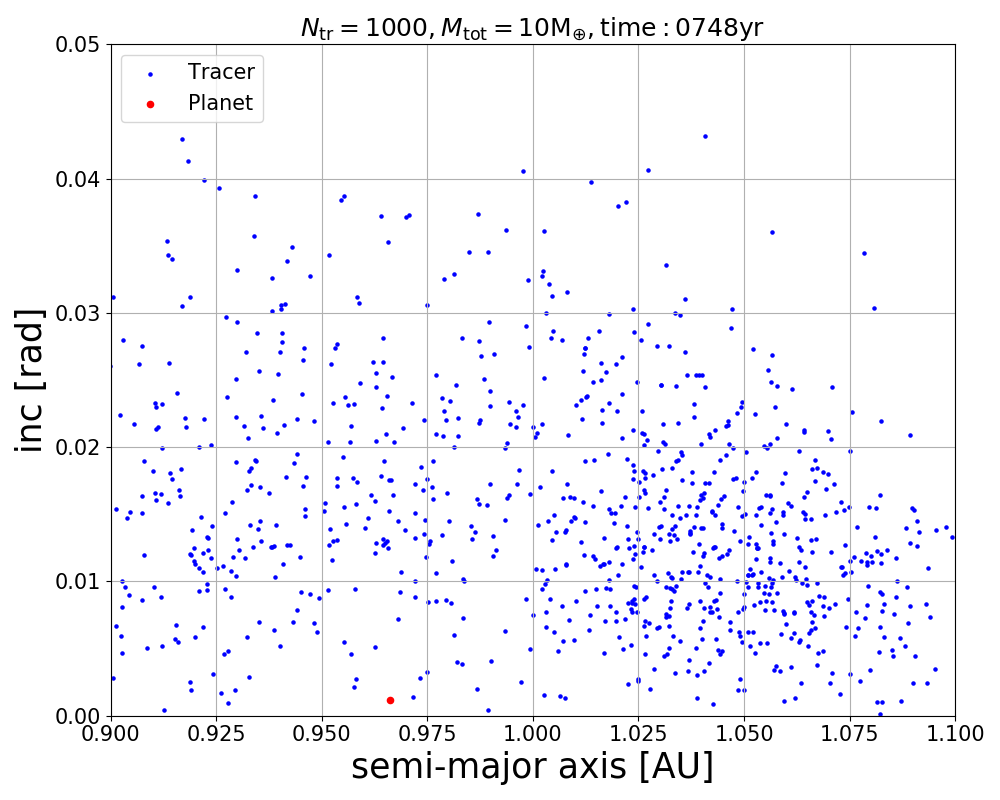 N_tr = 1000, M_tot = 10M_⊕, time : 0748yr
Tracer
Planet
inc [rad]
0.05
0.04
0.03
0.02
0.01
0.00
0.900 0.925 0.950 0.975 1.000 1.025 1.050 1.075 1.100
semi-major axis [AU]